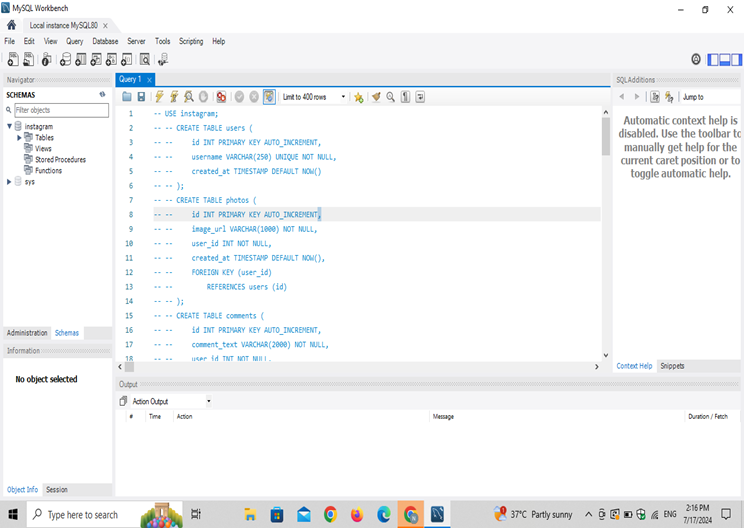 MySQL Workbench
Local instance MySQL80 ×
File Edit View Query Database Server Tools Scripting Help
Navigator
SCHEMAS
Filter objects
instagram
Tables
Views
Stored Procedures
Functions
sys
Administration Schemas
Information
No object selected
Object Info Session
Query 1 ×
Limit to 400 rows
1 -- USE instagram;
2 -- -- CREATE TABLE users (
3 -- -- id INT PRIMARY KEY AUTO_INCREMENT,
4 -- -- username VARCHAR(250) UNIQUE NOT NULL,
5 -- -- created_at TIMESTAMP DEFAULT NOW()
6 -- -- );
7 -- -- CREATE TABLE photos (
8 -- -- id INT PRIMARY KEY AUTO_INCREMENT,
9 -- -- image_url VARCHAR(1000) NOT NULL,
10 -- -- user_id INT NOT NULL,
11 -- -- created_at TIMESTAMP DEFAULT NOW(),
12 -- -- FOREIGN KEY (user_id)
13 -- -- REFERENCES users (id)
14 -- -- );
15 -- -- CREATE TABLE comments (
16 -- -- id INT PRIMARY KEY AUTO_INCREMENT,
17 -- -- comment_text VARCHAR(2000) NOT NULL,
18 -- -- user_id INT NOT NULL,
SQLAdditions
Jump to
Automatic context help is
disabled. Use the toolbar to
manually get help for the
current caret position or to
toggle automatic help.
Context Help Snippets
Output
Action Output
# Time Action Message Duration / Fetch
Type here to search
37°C Partly sunny
ENG
2:16 PM
7/17/2024